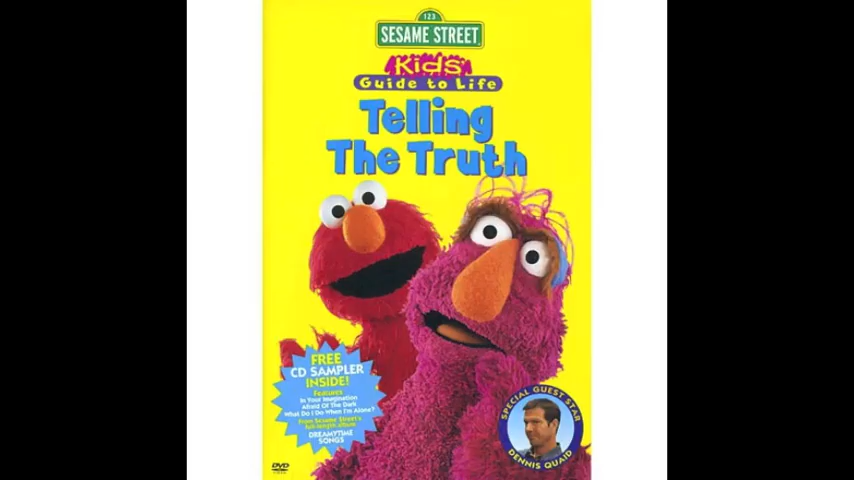 123
SESAME STREET
Kids'
Guide to Life
Telling
The Truth
FREE
CD SAMPLER
INSIDE!
Features
In Your Imagination
Afraid Of The Dark
What Do I Do When I'm Alone?
From Sesame Street's
full-length album
DREAMTIME
SONGS
SPECIAL GUEST STAR
DENNIS QUAID
DVD
VIDEO